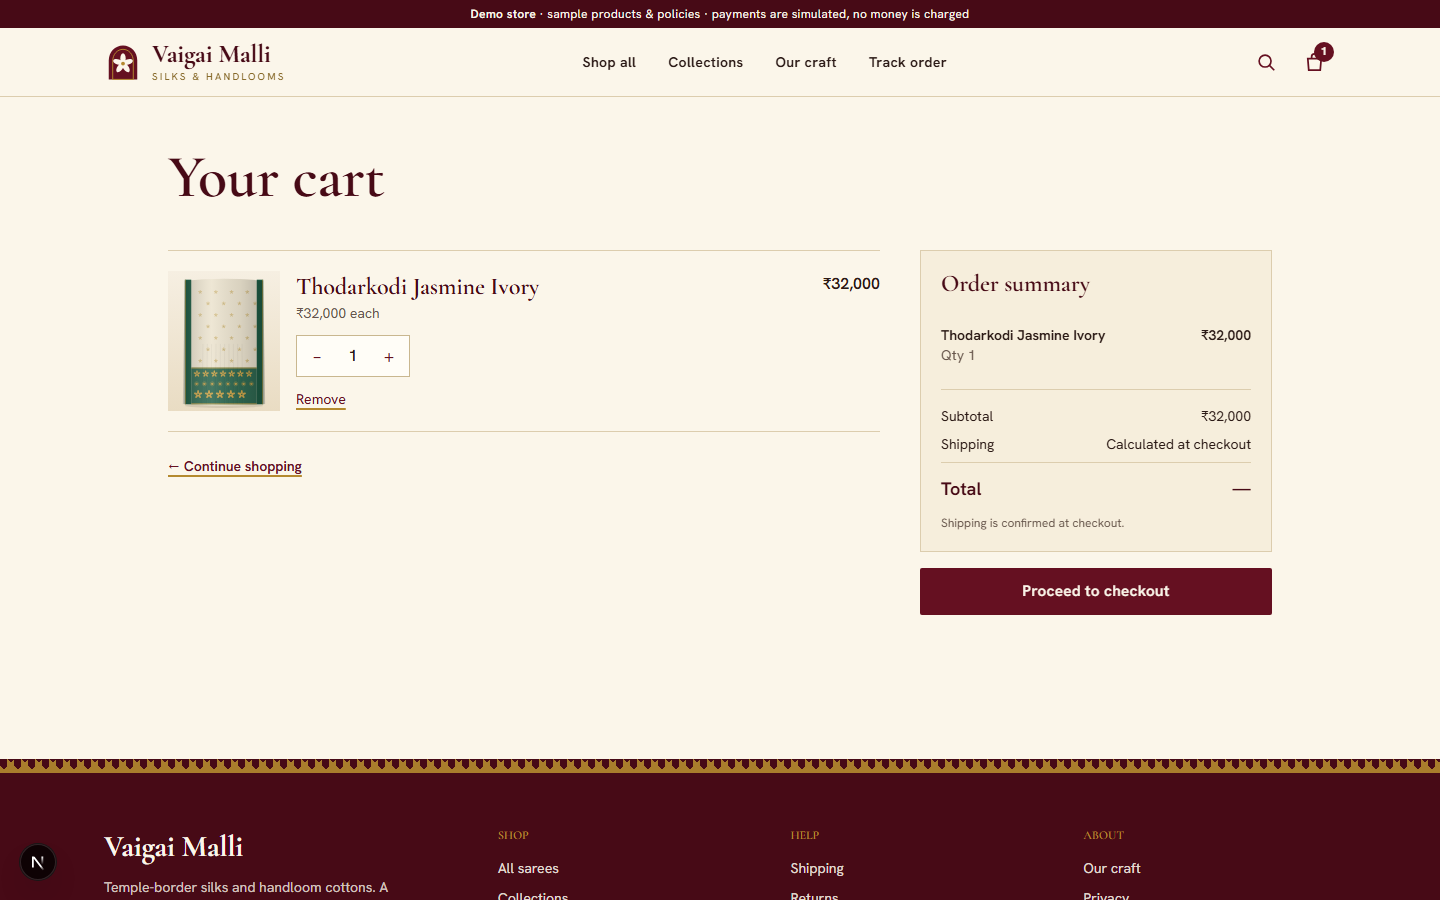 Demo store · sample products & policies · payments are simulated, no money is charged
Vaigai Malli
SILKS & HANDLOOMS
Shop all
Collections
Our craft
Track order
1
Your cart
Thodarkodi Jasmine Ivory
₹32,000
₹32,000 each
− 1 +
Remove
← Continue shopping
Order summary
Thodarkodi Jasmine Ivory ₹32,000
Qty 1
Subtotal ₹32,000
Shipping Calculated at checkout
Total —
Shipping is confirmed at checkout.
Proceed to checkout
Vaigai Malli
Temple-border silks and handloom cottons. A
SHOP
All sarees
Collections
HELP
Shipping
Returns
ABOUT
Our craft
Privacy
N